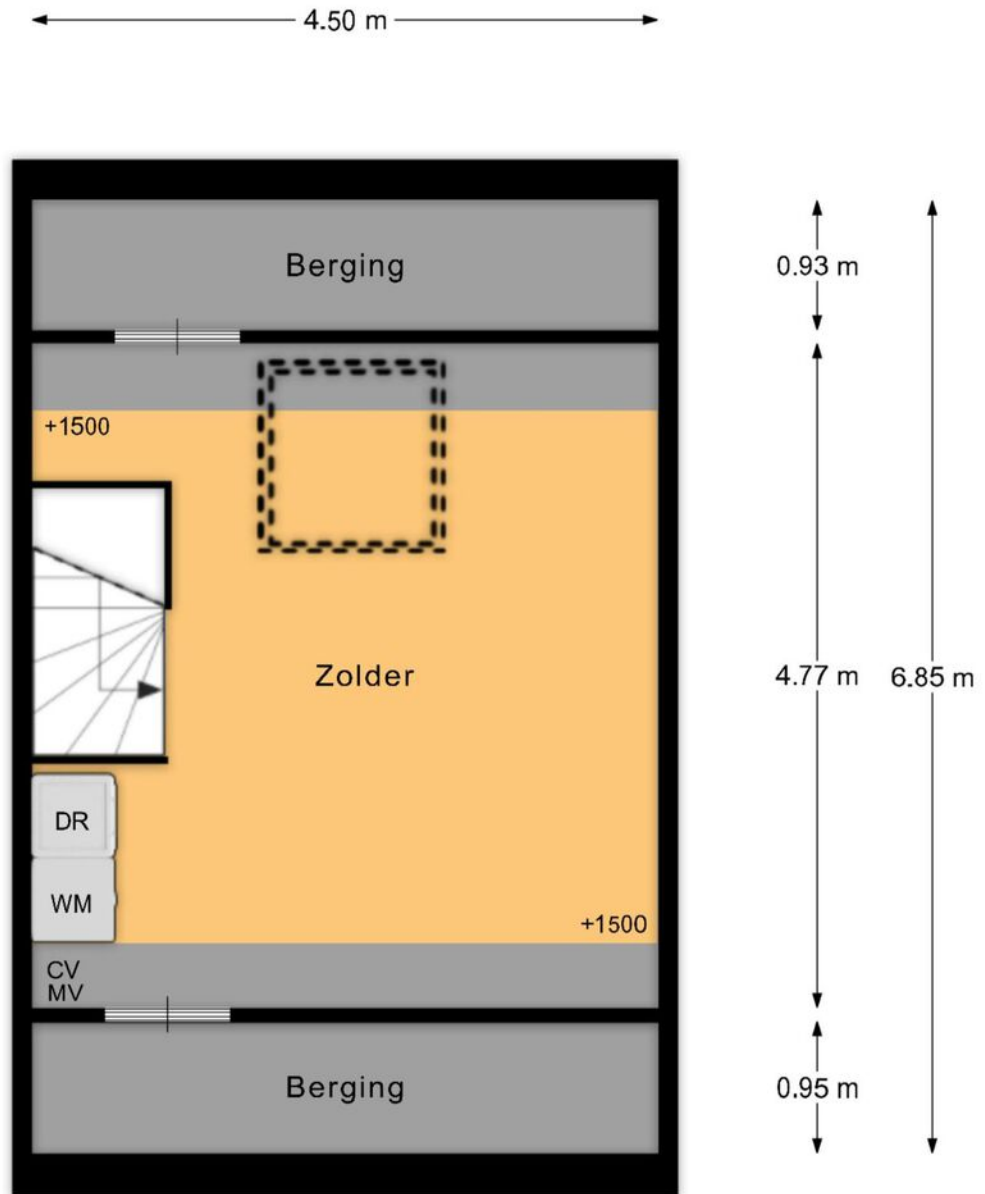 4.50 m
Berging
0.93 m
+1500
Zolder
4.77 m
6.85 m
DR
WM
+1500
CV
MV
Berging
0.95 m